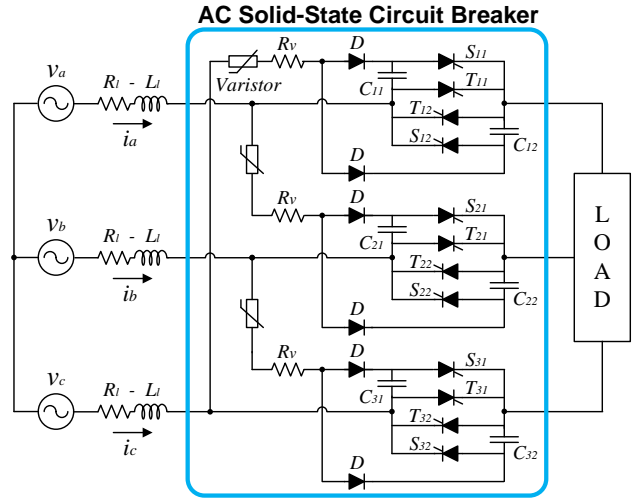 AC Solid-State Circuit Breaker
va
Rl - Ll
ia
Varistor
Rv
D
C11
S11
T11
T12
S12
C12
D
vb
Rl - Ll
ib
Rv
D
C21
S21
T21
T22
S22
C22
D
vc
Rl - Ll
ic
Rv
D
C31
S31
T31
T32
S32
C32
D
LOAD